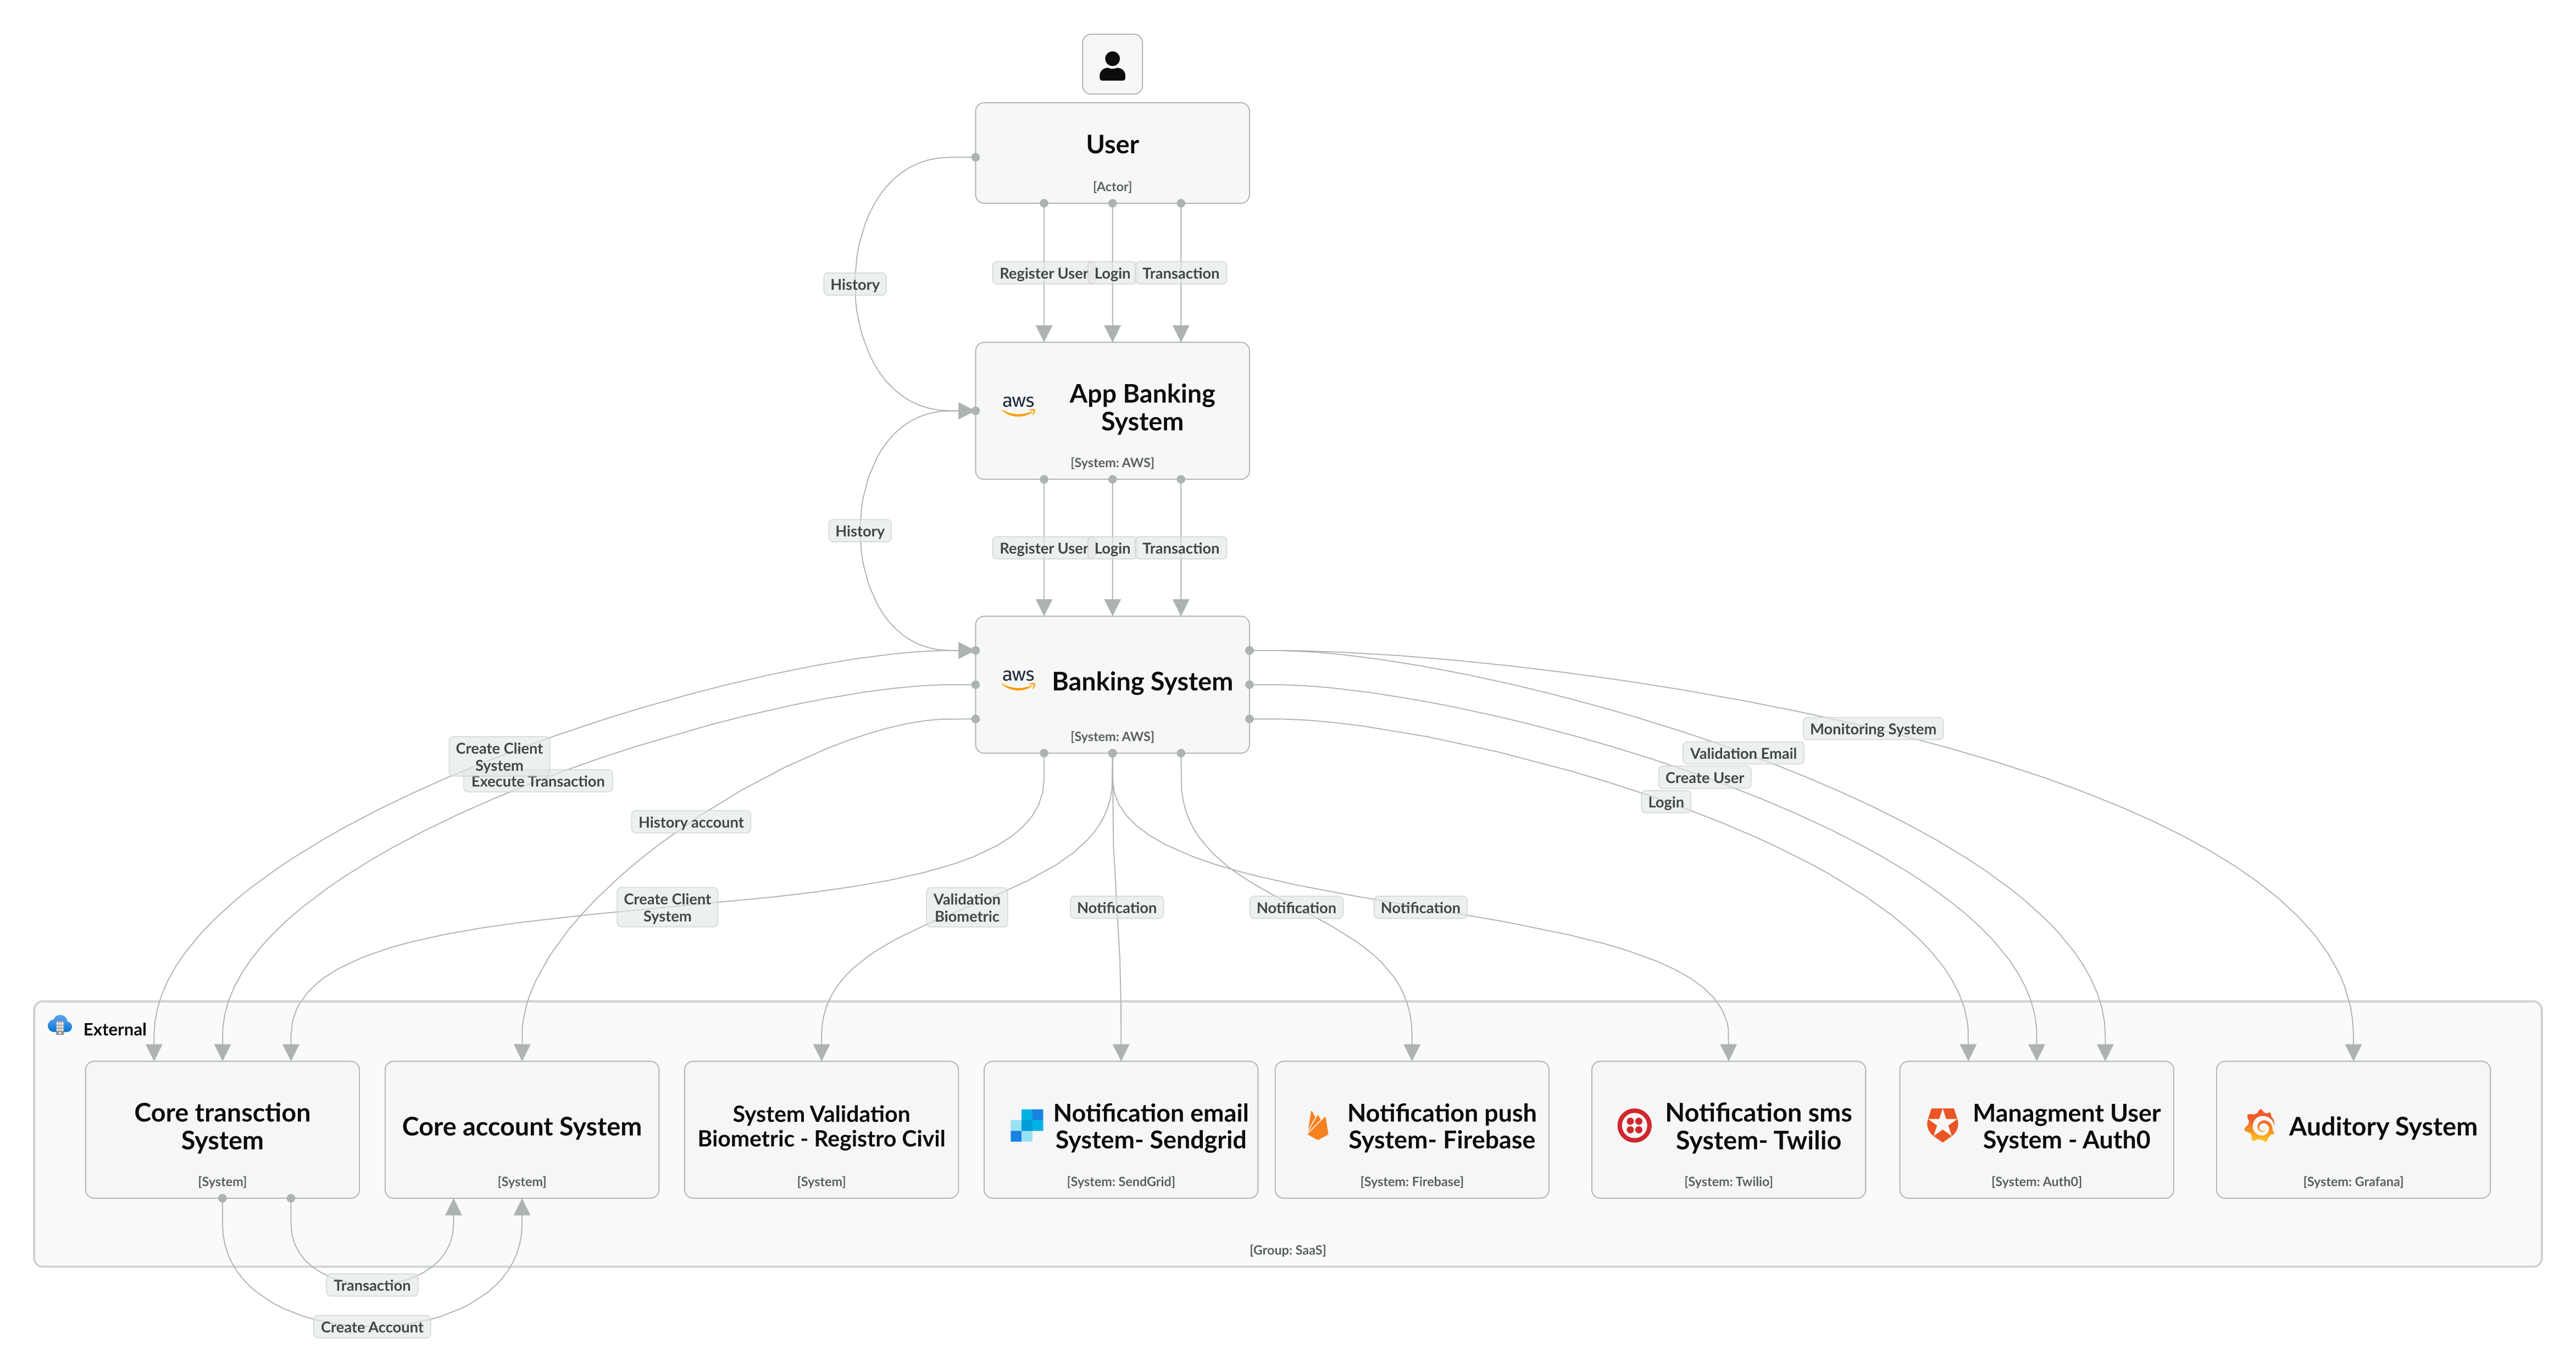 User
[Actor]
History
Register User
Login
Transaction
aws
App Banking
System
[System: AWS]
History
Register User
Login
Transaction
aws
Banking System
[System: AWS]
Monitoring System
Create Client
System
Validation Email
Execute Transaction
Create User
Login
History account
Create Client
System
Validation
Biometric
Notification
Notification
Notification
External
Core transction
System
[System]
Core account System
[System]
System Validation
Biometric - Registro Civil
[System]
Notification email
System- Sendgrid
[System: SendGrid]
Notification push
System- Firebase
[System: Firebase]
Notification sms
System- Twilio
[System: Twilio]
Managment User
System - Auth0
[System: Auth0]
Auditory System
[System: Grafana]
[Group: SaaS]
Transaction
Create Account